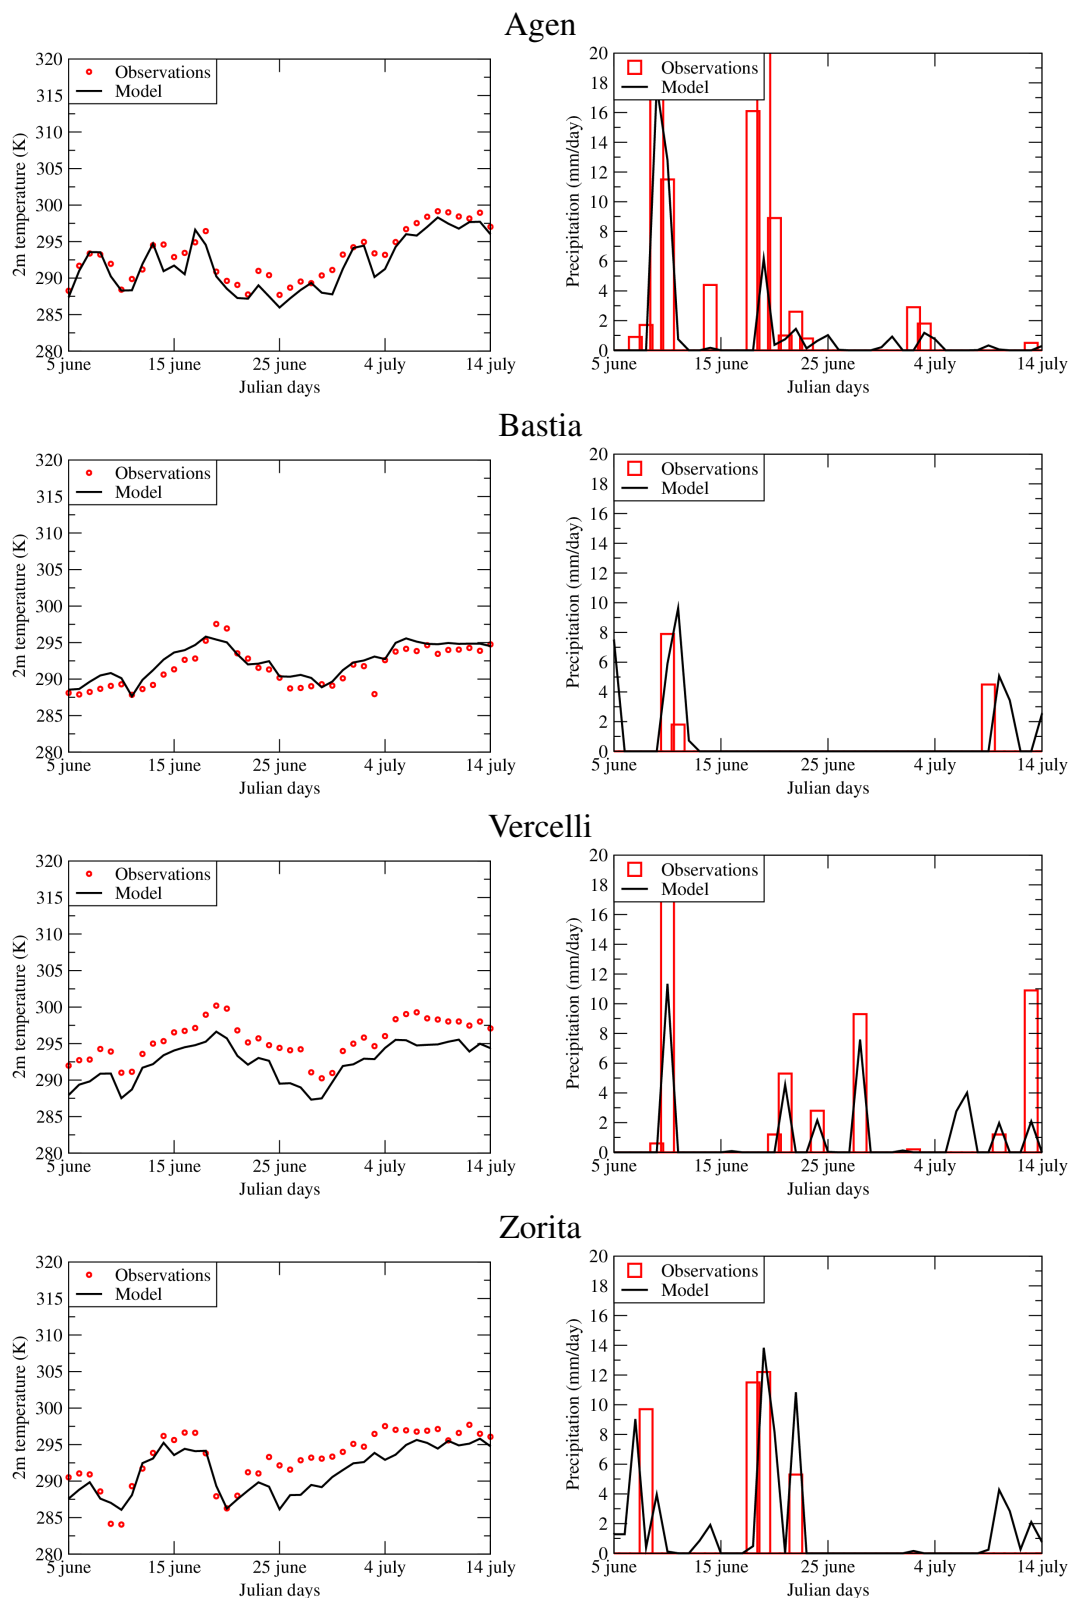 Agen
320
315
310
305
300
295
290
285
280
2m temperature (K)
Observations
Model
5 june
15 june
25 june
4 july
14 july
Julian days
20
18
16
14
12
10
8
6
4
2
0
Precipitation (mm/day)
Observations
Model
5 june
15 june
25 june
4 july
14 july
Julian days
Bastia
320
315
310
305
300
295
290
285
280
2m temperature (K)
Observations
Model
5 june
15 june
25 june
4 july
14 july
Julian days
20
18
16
14
12
10
8
6
4
2
0
Precipitation (mm/day)
Observations
Model
5 june
15 june
25 june
4 july
14 july
Julian days
Vercelli
320
315
310
305
300
295
290
285
280
2m temperature (K)
Observations
Model
5 june
15 june
25 june
4 july
14 july
Julian days
20
18
16
14
12
10
8
6
4
2
0
Precipitation (mm/day)
Observations
Model
5 june
15 june
25 june
4 july
14 july
Julian days
Zorita
320
315
310
305
300
295
290
285
280
2m temperature (K)
Observations
Model
5 june
15 june
25 june
4 july
14 july
Julian days
20
18
16
14
12
10
8
6
4
2
0
Precipitation (mm/day)
Observations
Model
5 june
15 june
25 june
4 july
14 july
Julian days